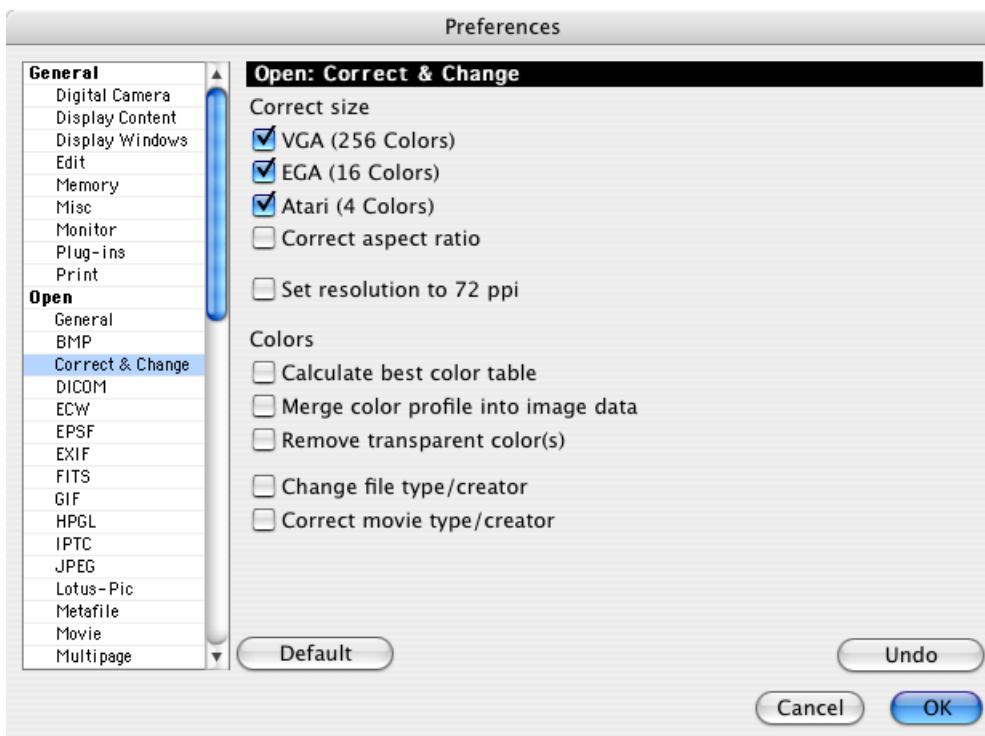 Preferences
General
Digital Camera
Display Content
Display Windows
Edit
Memory
Misc
Monitor
Plug-ins
Print
Open
General
BMP
Correct & Change
DICOM
ECW
EPSF
EXIF
FITS
GIF
HPGL
IPTC
JPEG
Lotus-Pic
Metafile
Movie
Multipage
Open: Correct & Change
Correct size
VGA (256 Colors)
EGA (16 Colors)
Atari (4 Colors)
Correct aspect ratio
Set resolution to 72 ppi
Colors
Calculate best color table
Merge color profile into image data
Remove transparent color(s)
Change file type/creator
Correct movie type/creator
Default
Undo
Cancel
OK